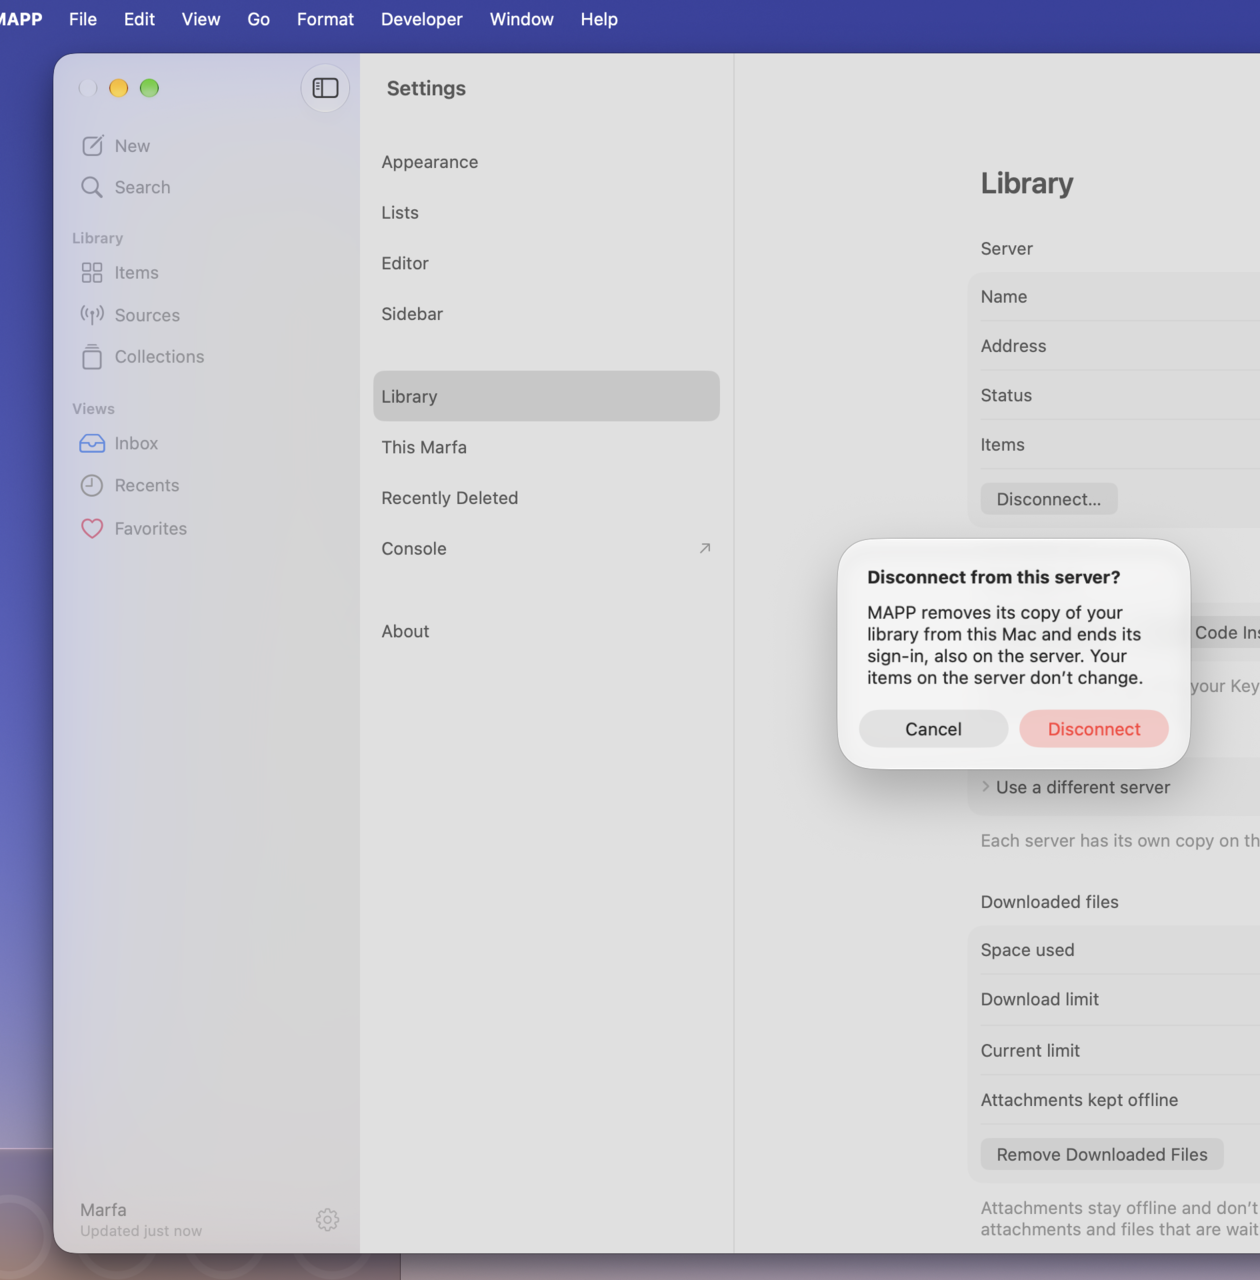 MAPP File Edit View Go Format Developer Window Help
Settings
New
Search
Library
Items
Sources
Collections
Views
Inbox
Recents
Favorites
Marfa
Updated just now
Appearance
Lists
Editor
Sidebar
Library
This Marfa
Recently Deleted
Console
About
Library
Server
Name
Address
Status
Items
Disconnect...
Disconnect from this server?
MAPP removes its copy of your
library from this Mac and ends its
sign-in, also on the server. Your
items on the server don’t change.
Cancel Disconnect
Code
your
Use a different server
Each server has its own copy on
Downloaded files
Space used
Download limit
Current limit
Attachments kept offline
Remove Downloaded Files
Attachments stay offline and don’t
attachments and files that are